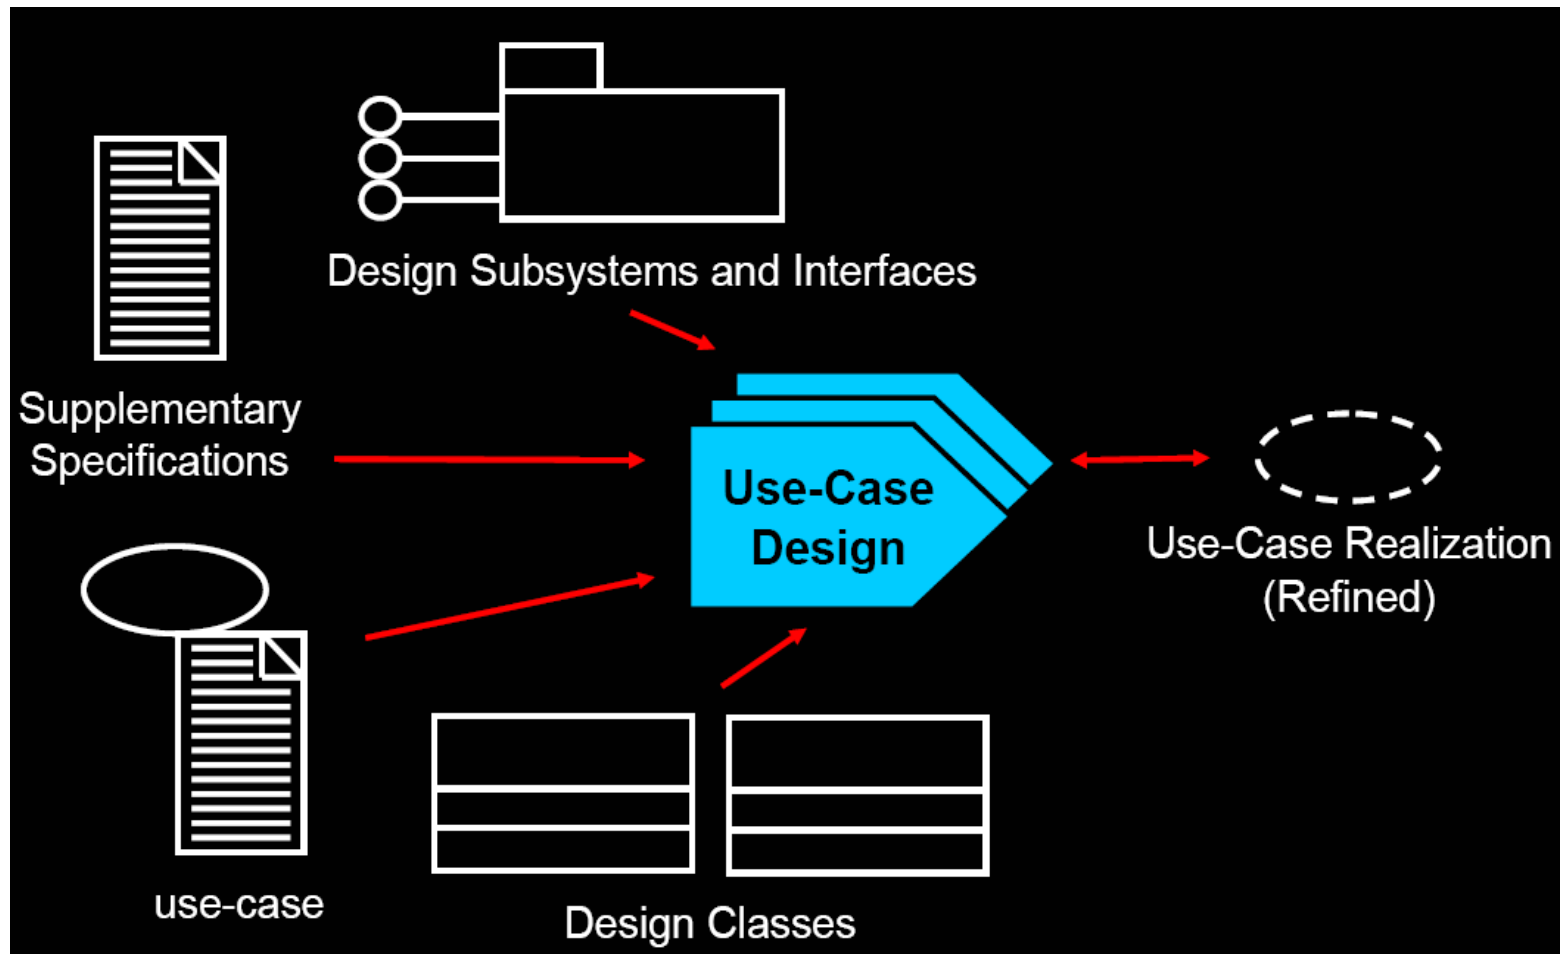 Design Subsystems and Interfaces
Supplementary
Specifications
Use-Case
Design
Use-Case Realization
(Refined)
use-case
Design Classes